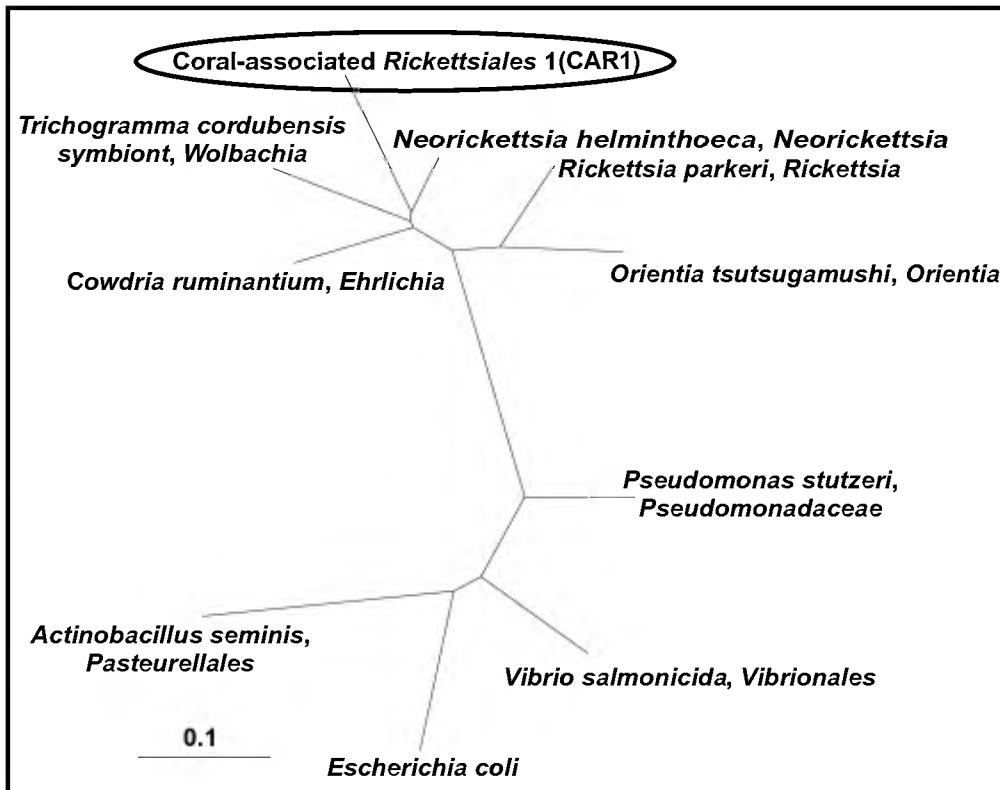 Coral-associated Rickettsiales 1(CAR1)
Trichogramma cordubensis
symbiont, Wolbachia
Neorickettsia helminthoeca, Neorickettsia
Rickettsia parkeri, Rickettsia
Cowdria ruminantium, Ehrlichia
Orientia tsutsugamushi, Orientia
Pseudomonas stutzeri,
Pseudomonadaceae
Actinobacillus seminis,
Pasteurellales
Vibrio salmonicida, Vibrionales
0.1
Escherichia coli